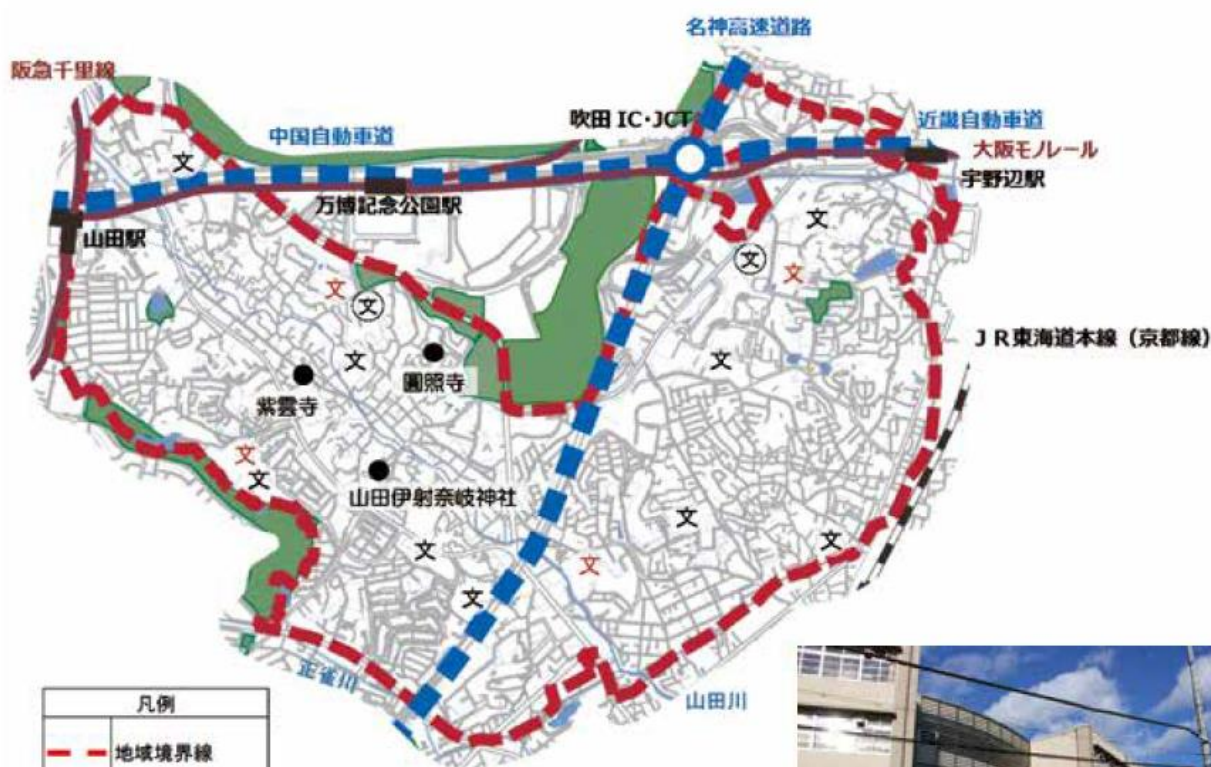 名神高速道路
阪急千里線
吹田 IC・JCT
近畿自動車道
中国自動車道
大阪モノレール
宇野辺駅
万博記念公園駅
文
山田駅
文
文
文
文
文
JR東海道本線（京都線）
文
文
圓照寺
紫雲寺
文
文
山田伊射奈岐神社
文
文
文
文
文
正雀川
山田川
凡例
地域境界線